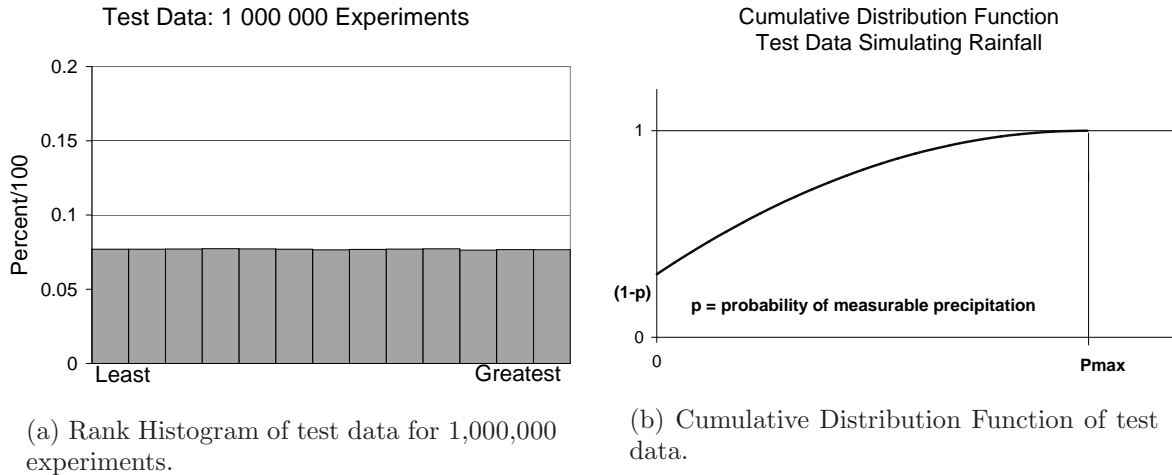 Test Data: 1 000 000 Experiments
Percent/100
0.2
0.15
0.1
0.05
0
Least
Greatest
(a) Rank Histogram of test data for 1,000,000
experiments.
Cumulative Distribution Function
Test Data Simulating Rainfall
1
(1-p)
p = probability of measurable precipitation
0
0
Pmax
(b) Cumulative Distribution Function of test
data.